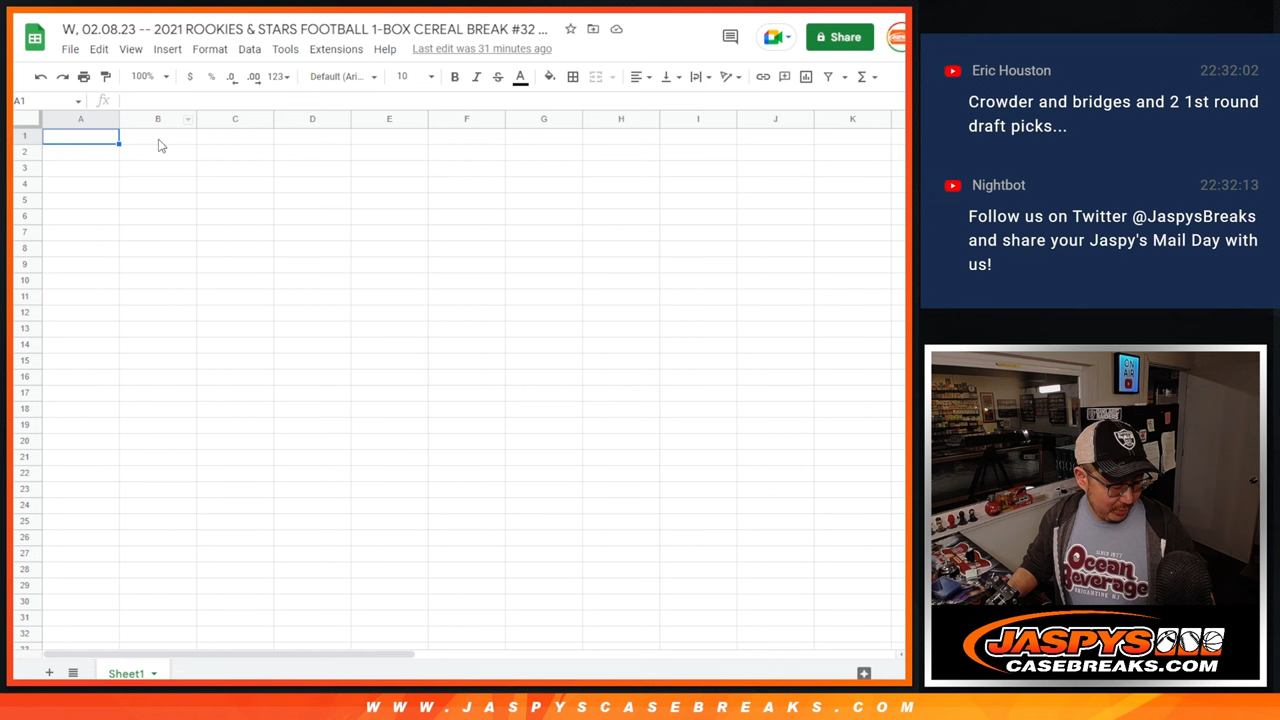 W, 02.08.23 -- 2021 ROOKIES & STARS FOOTBALL 1-BOX CEREAL BREAK #32 ...
File Edit View Insert Format Data Tools Extensions Help Last edit was 31 minutes ago
Share
100% $ % .0 .00 123 Default (Ari... 10 B I S A
A1 fx
A B C D E F G H I J K
1
2
3
4
5
6
7
8
9
10
11
12
13
14
15
16
17
18
19
20
21
22
23
24
25
26
27
28
29
30
31
32
Sheet1
Eric Houston 22:32:02
Crowder and bridges and 2 1st round
draft picks...
Nightbot 22:32:13
Follow us on Twitter @JaspysBreaks
and share your Jaspy's Mail Day with
us!
ON
AIR
Ocean
Beverage
BRIGANTINE NJ
JASPYS
CASEBREAKS.COM
WWW.JASPYSCASEBREAKS.COM